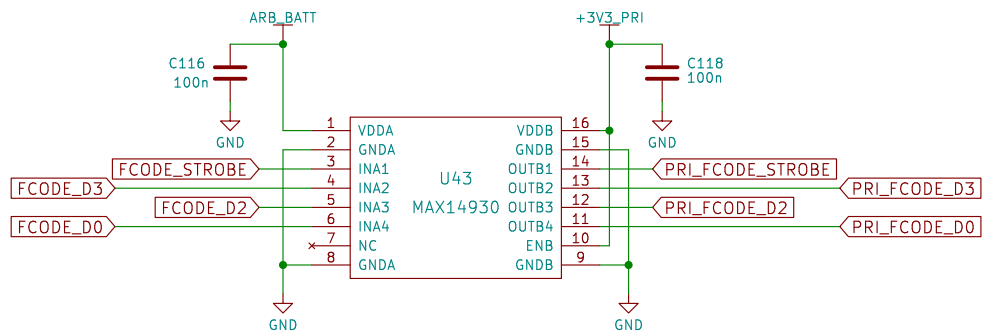 ARB_BATT
+3V3_PRI
C116
100n
C118
100n
GND
GND
1 VDDA VDDB 16
2 GNDA GNDB 15
FCODE_STROBE 3 INA1 OUTB1 14 PRI_FCODE_STROBE
FCODE_D3 4 INA2 OUTB2 13 PRI_FCODE_D3
FCODE_D2 5 INA3 OUTB3 12 PRI_FCODE_D2
FCODE_D0 6 INA4 OUTB4 11 PRI_FCODE_D0
7 NC ENB 10
8 GNDA GNDB 9
U43
MAX14930
GND
GND